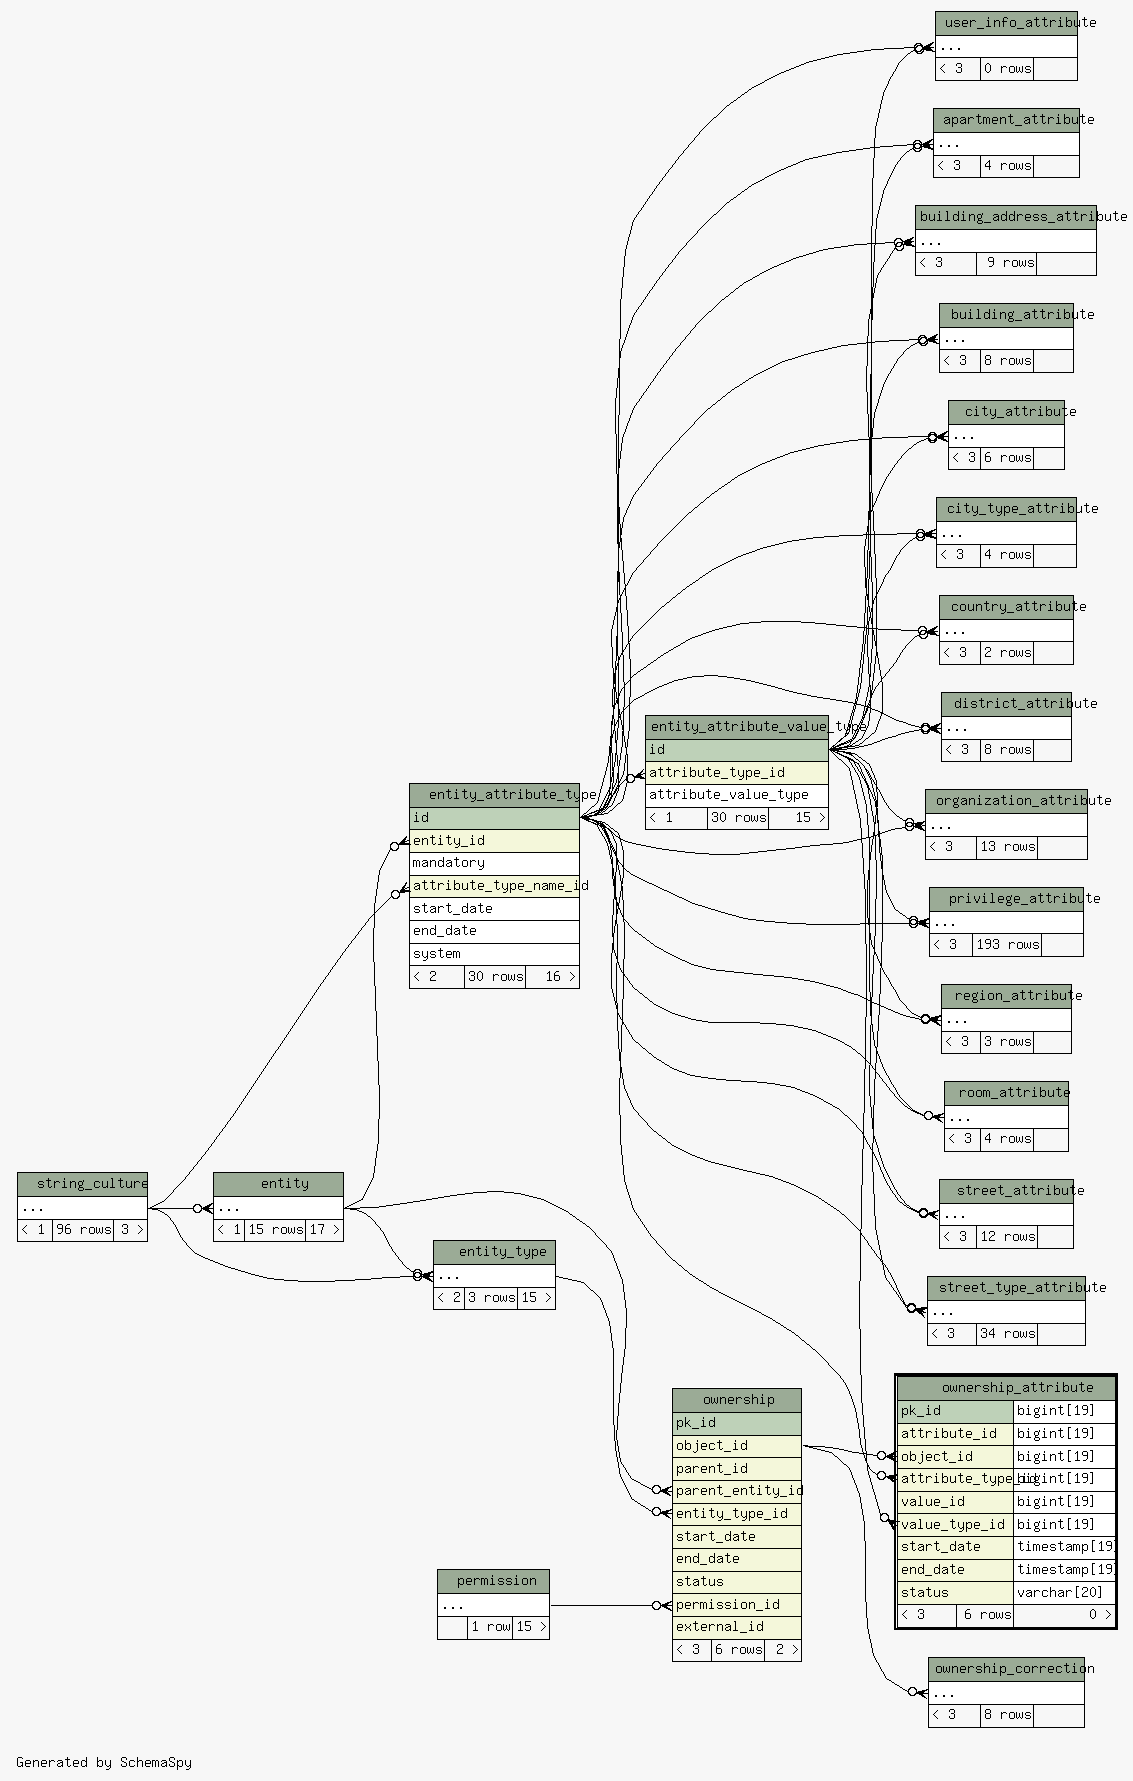 user_info_attribute
...
< 3 0 rows
apartment_attribute
...
< 3 4 rows
building_address_attribute
...
< 3 9 rows
building_attribute
...
< 3 8 rows
city_attribute
...
< 3 6 rows
city_type_attribute
...
< 3 4 rows
country_attribute
...
< 3 2 rows
district_attribute
...
< 3 8 rows
entity_attribute_value_type
id
attribute_type_id
attribute_value_type
< 1 30 rows 15 >
entity_attribute_type
id
entity_id
mandatory
attribute_type_name_id
start_date
end_date
system
< 2 30 rows 16 >
organization_attribute
...
< 3 13 rows
privilege_attribute
...
< 3 193 rows
region_attribute
...
< 3 3 rows
room_attribute
...
< 3 4 rows
string_culture
...
< 1 96 rows 3 >
entity
...
< 1 15 rows 17 >
entity_type
...
< 2 3 rows 15 >
street_attribute
...
< 3 12 rows
street_type_attribute
...
< 3 34 rows
ownership
pk_id
object_id
parent_id
parent_entity_id
entity_type_id
start_date
end_date
status
permission_id
external_id
< 3 6 rows 2 >
permission
...
1 row 15 >
ownership_attribute
pk_id bigint[19]
attribute_id bigint[19]
object_id bigint[19]
attribute_type_id bigint[19]
value_id bigint[19]
value_type_id bigint[19]
start_date timestamp[19]
end_date timestamp[19]
status varchar[20]
< 3 6 rows 0 >
ownership_correction
...
< 3 8 rows
Generated by SchemaSpy